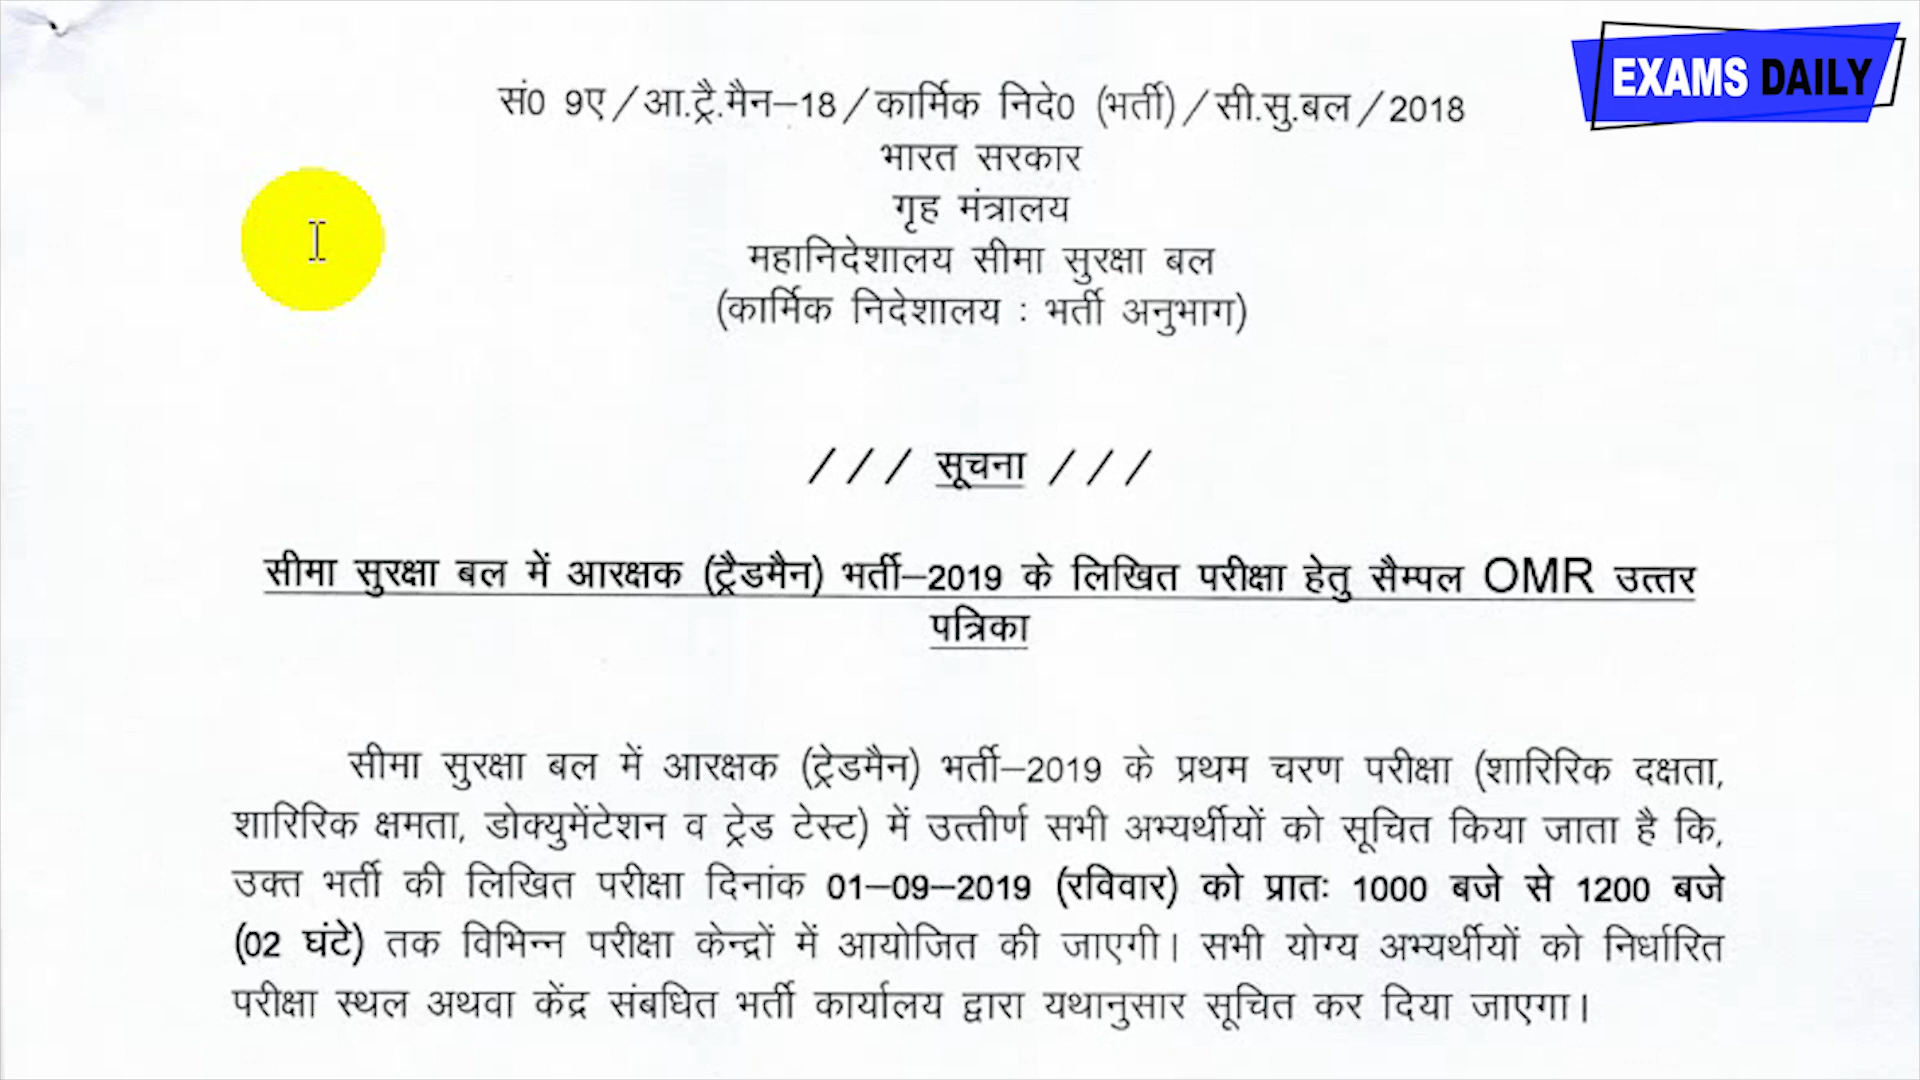 EXAMS DAILY
सं0 9ए/आ.ट्रै.मैन–18/कार्मिक निदे0 (भर्ती)/सी.सु.बल/2018
भारत सरकार
गृह मंत्रालय
महानिदेशालय सीमा सुरक्षा बल
(कार्मिक निदेशालय : भर्ती अनुभाग)
/ / / सूचना / / /
सीमा सुरक्षा बल में आरक्षक (ट्रैडमैन) भर्ती–2019 के लिखित परीक्षा हेतु सैम्पल OMR उत्तर
पत्रिका
सीमा सुरक्षा बल में आरक्षक (ट्रेडमैन) भर्ती–2019 के प्रथम चरण परीक्षा (शारिरिक दक्षता,
शारिरिक क्षमता, डोक्युमेंटेशन व ट्रेड टेस्ट) में उत्तीर्ण सभी अभ्यर्थीयों को सूचित किया जाता है कि,
उक्त भर्ती की लिखित परीक्षा दिनांक 01–09–2019 (रविवार) को प्रातः 1000 बजे से 1200 बजे
(02 घंटे) तक विभिन्न परीक्षा केन्द्रों में आयोजित की जाएगी। सभी योग्य अभ्यर्थीयों को निर्धारित
परीक्षा स्थल अथवा केंद्र संबधित भर्ती कार्यालय द्वारा यथानुसार सूचित कर दिया जाएगा।